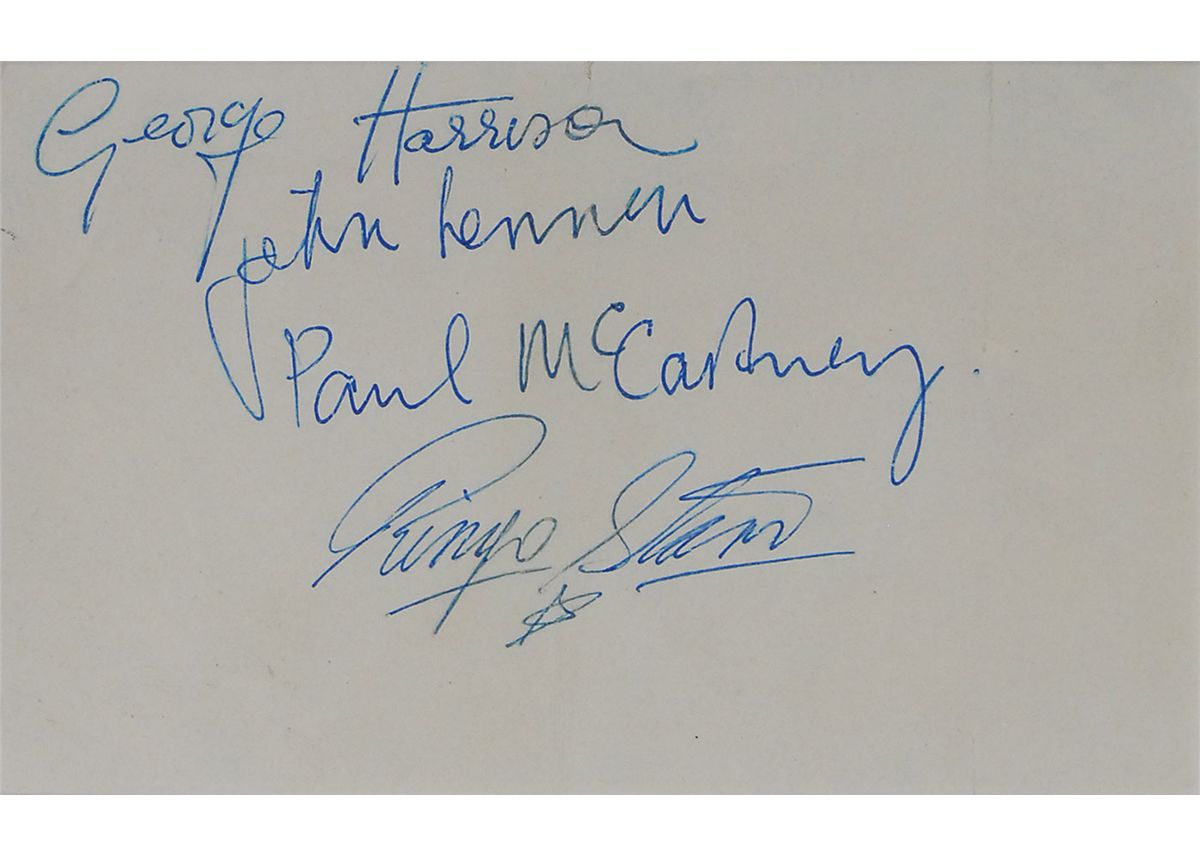 George Harrison
John Lennon
Paul McCartney.
Ringo Starr